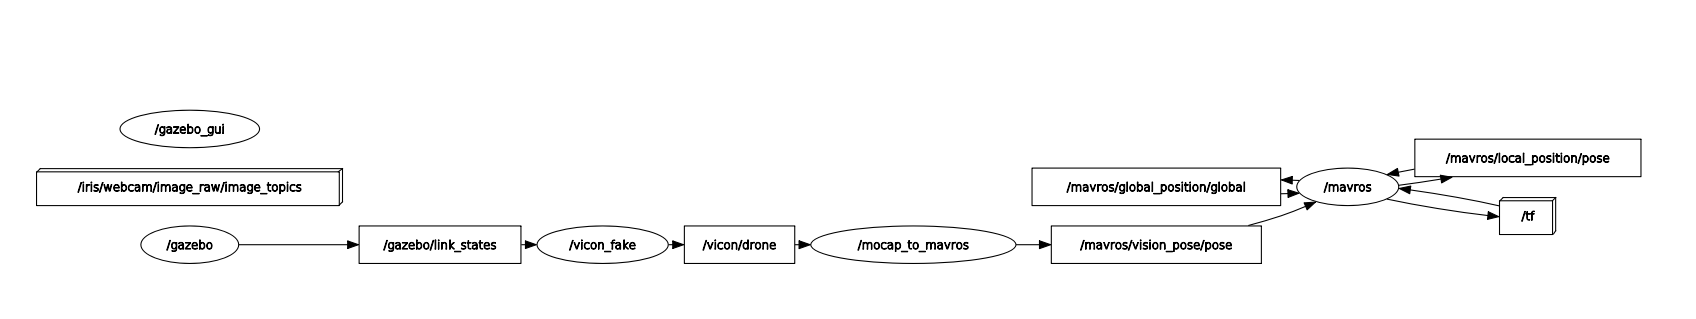 /gazebo_gui
/iris/webcam/image_raw/image_topics
/gazebo
/gazebo/link_states
/vicon_fake
/vicon/drone
/mocap_to_mavros
/mavros/vision_pose/pose
/mavros/global_position/global
/mavros
/mavros/local_position/pose
/tf